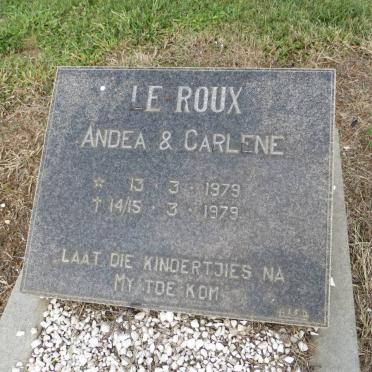 LE ROUX
ANDEA & CARLENE
☆ 13 · 3 · 1979
† 14/15 · 3 · 1979
LAAT DIE KINDERTJIES NA
MY TOE KOM